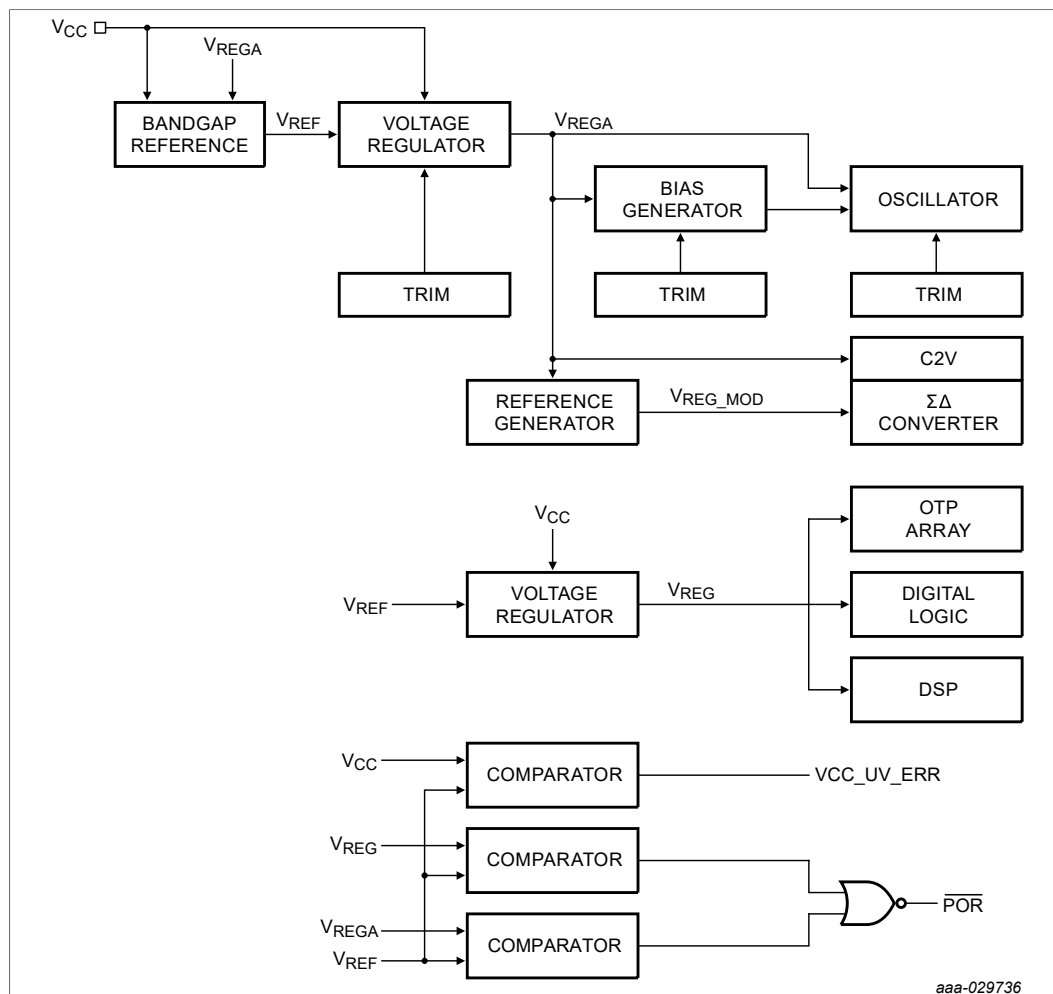 VCC
VREGA
BANDGAP
REFERENCE
VREF
VOLTAGE
REGULATOR
VREGA
BIAS
GENERATOR
OSCILLATOR
TRIM
TRIM
TRIM
C2V
REFERENCE
GENERATOR
VREG_MOD
ΣΔ
CONVERTER
VCC
OTP
ARRAY
VREF
VOLTAGE
REGULATOR
VREG
DIGITAL
LOGIC
DSP
VCC
COMPARATOR
VCC_UV_ERR
VREG
COMPARATOR
POR
VREGA
VREF
COMPARATOR
aaa-029736